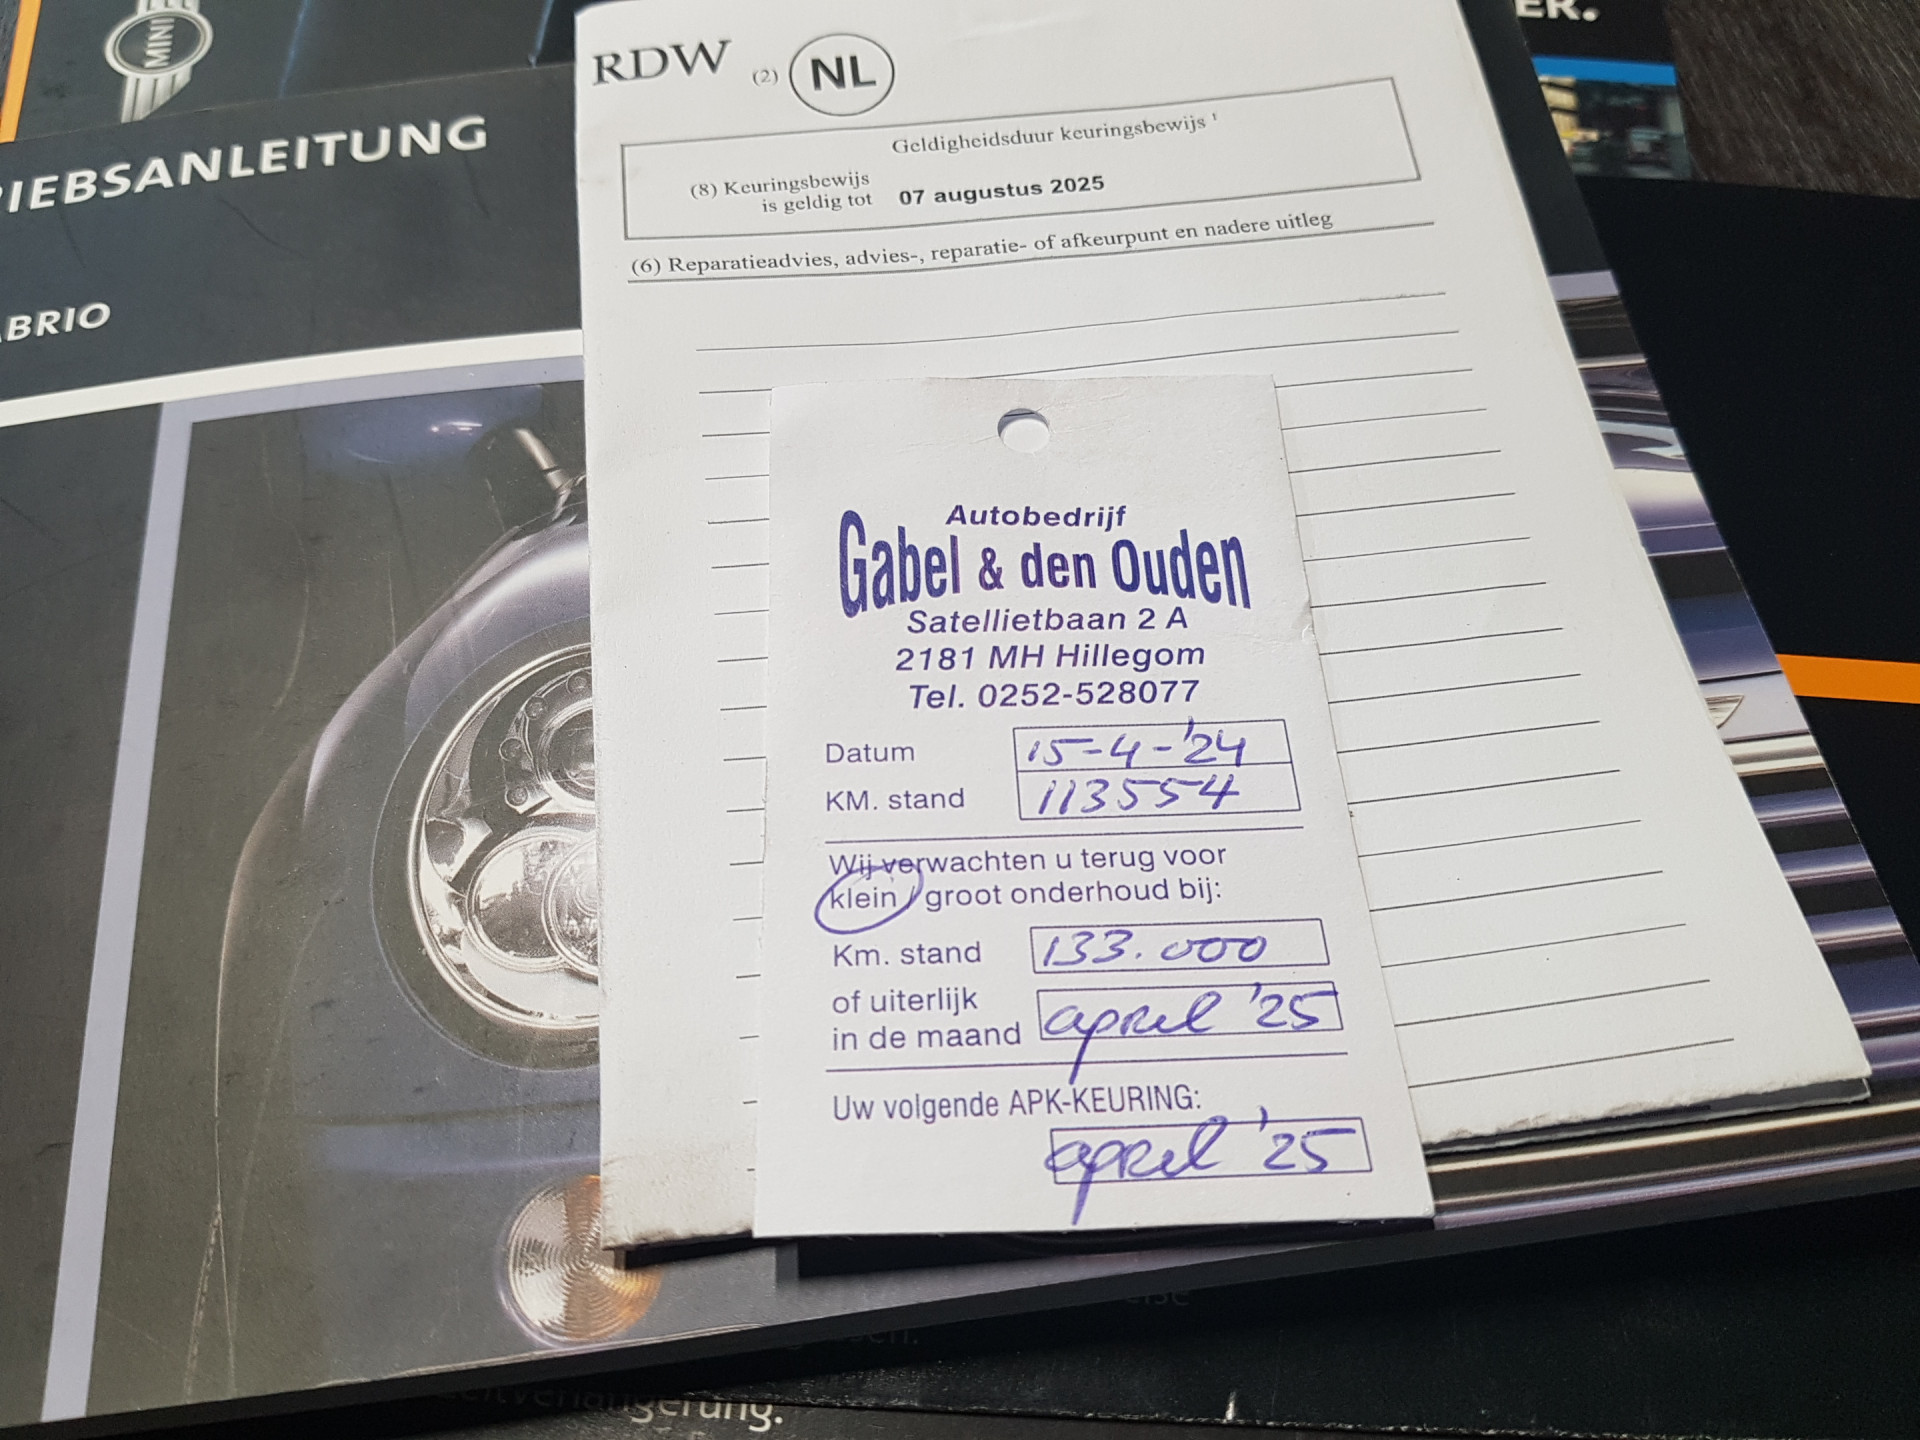 MINI
ER.
RDW (2) NL
Geldigheidsduur keuringsbewijs 1
(8) Keuringsbewijs
is geldig tot 07 augustus 2025
(6) Reparatieadvies, advies-, reparatie- of afkeurpunt en nadere uitleg
IEBSANLEITUNG
BRIO
Autobedrijf
Gabel & den Ouden
Satellietbaan 2 A
2181 MH Hillegom
Tel. 0252-528077
Datum 15-4-'24
KM. stand 113554
Wij verwachten u terug voor
klein / groot onderhoud bij:
Km. stand 133.000
of uiterlijk
in de maand april '25
Uw volgende APK-KEURING:
april '25
gerung.